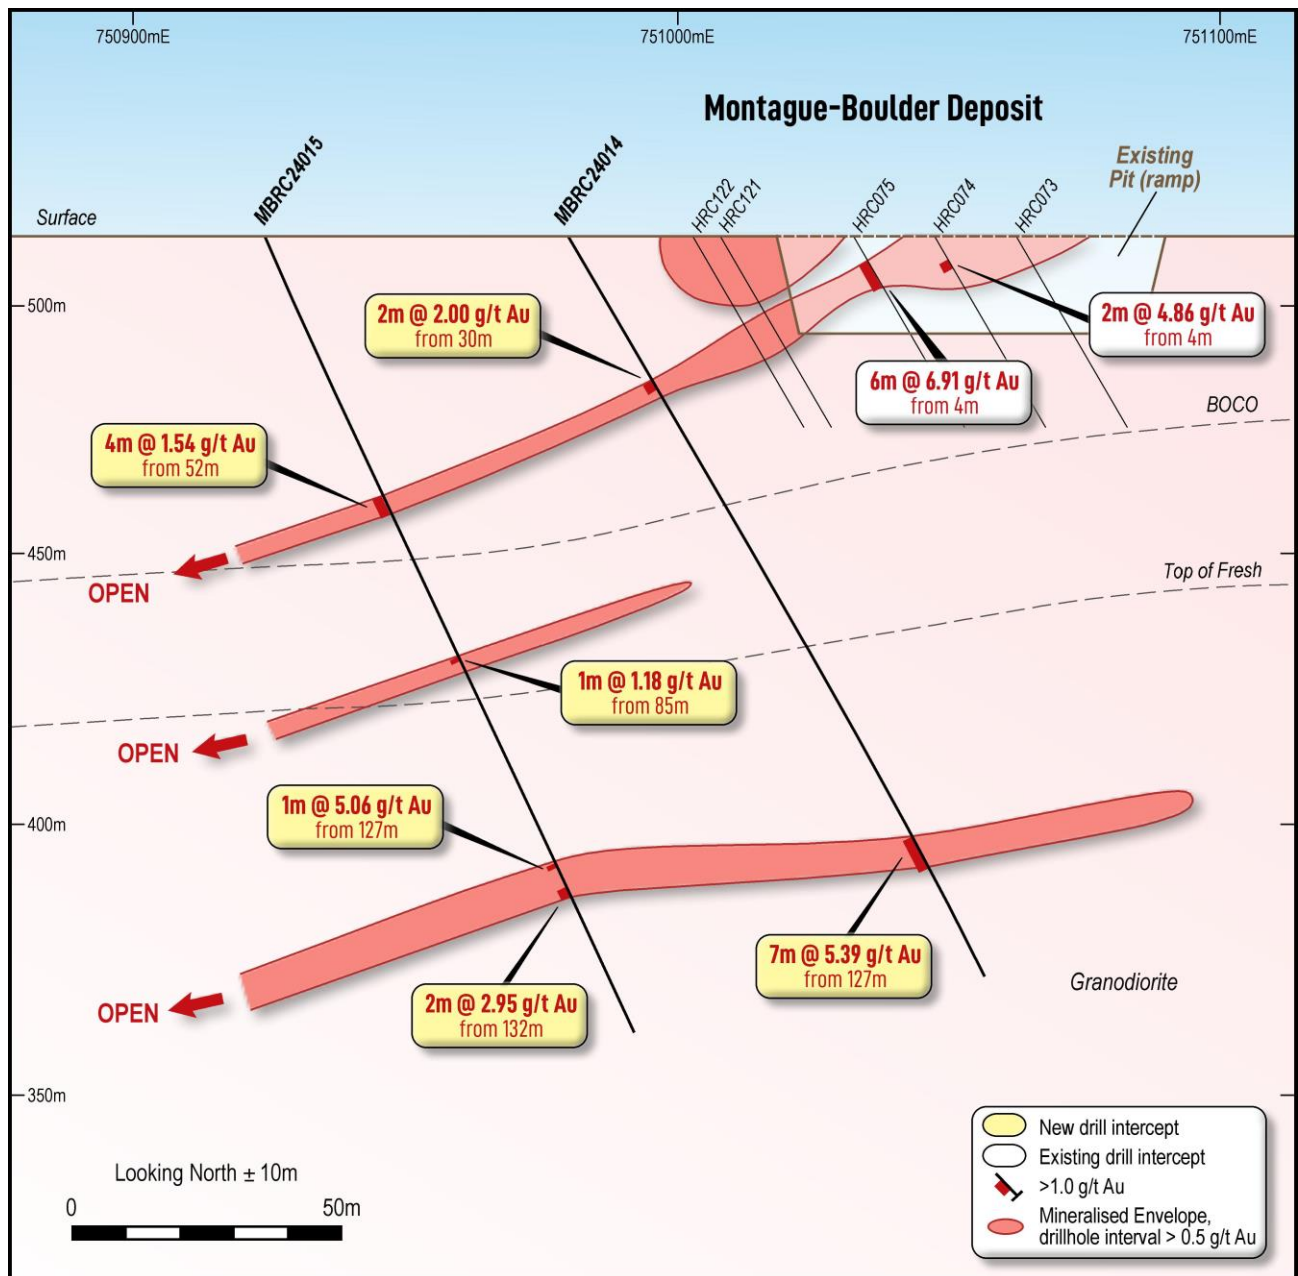 750900mE
751000mE
751100mE
Montague-Boulder Deposit
MBRC24015
MBRC24014
HRC122
HRC121
HRC075
HRC074
HRC073
Existing
Pit (ramp)
Surface
500m
2m @ 2.00 g/t Au
from 30m
2m @ 4.86 g/t Au
from 4m
6m @ 6.91 g/t Au
from 4m
BOCO
4m @ 1.54 g/t Au
from 52m
450m
OPEN
Top of Fresh
1m @ 1.18 g/t Au
from 85m
OPEN
1m @ 5.06 g/t Au
from 127m
400m
7m @ 5.39 g/t Au
from 127m
Granodiorite
2m @ 2.95 g/t Au
from 132m
OPEN
350m
Looking North ± 10m
0
50m
New drill intercept
Existing drill intercept
>1.0 g/t Au
Mineralised Envelope,
drillhole interval > 0.5 g/t Au